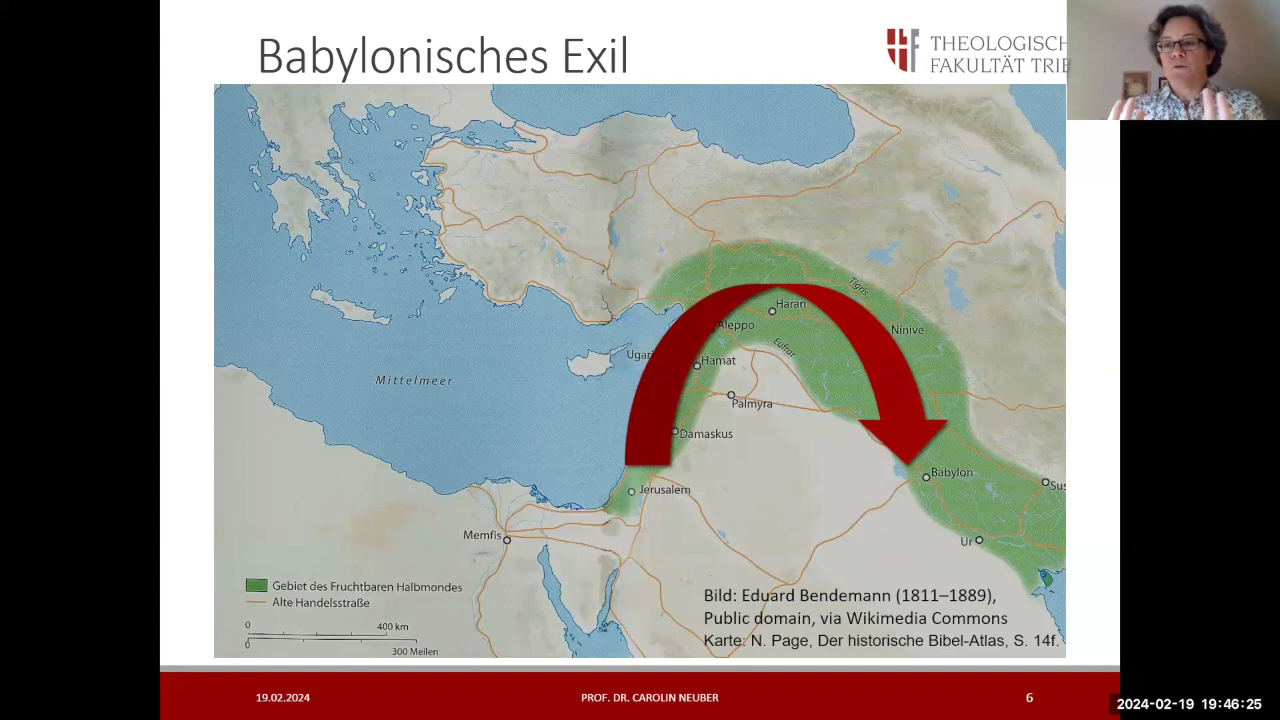 Babylonisches Exil
THEOLOGISCH
FAKULTÄT TRIE
Tigris
Haran
Aleppo
Ninive
Eufrat
Ugari
Hamat
Mittelmeer
Palmyra
Damaskus
Babylon
Jerusalem
Sus
Memfis
Ur
Gebiet des Fruchtbaren Halbmondes
Alte Handelsstraße
0
400 km
0
300 Meilen
Bild: Eduard Bendemann (1811–1889),
Public domain, via Wikimedia Commons
Karte: N. Page, Der historische Bibel-Atlas, S. 14f.
19.02.2024
PROF. DR. CAROLIN NEUBER
6
2024-02-19 19:46:25